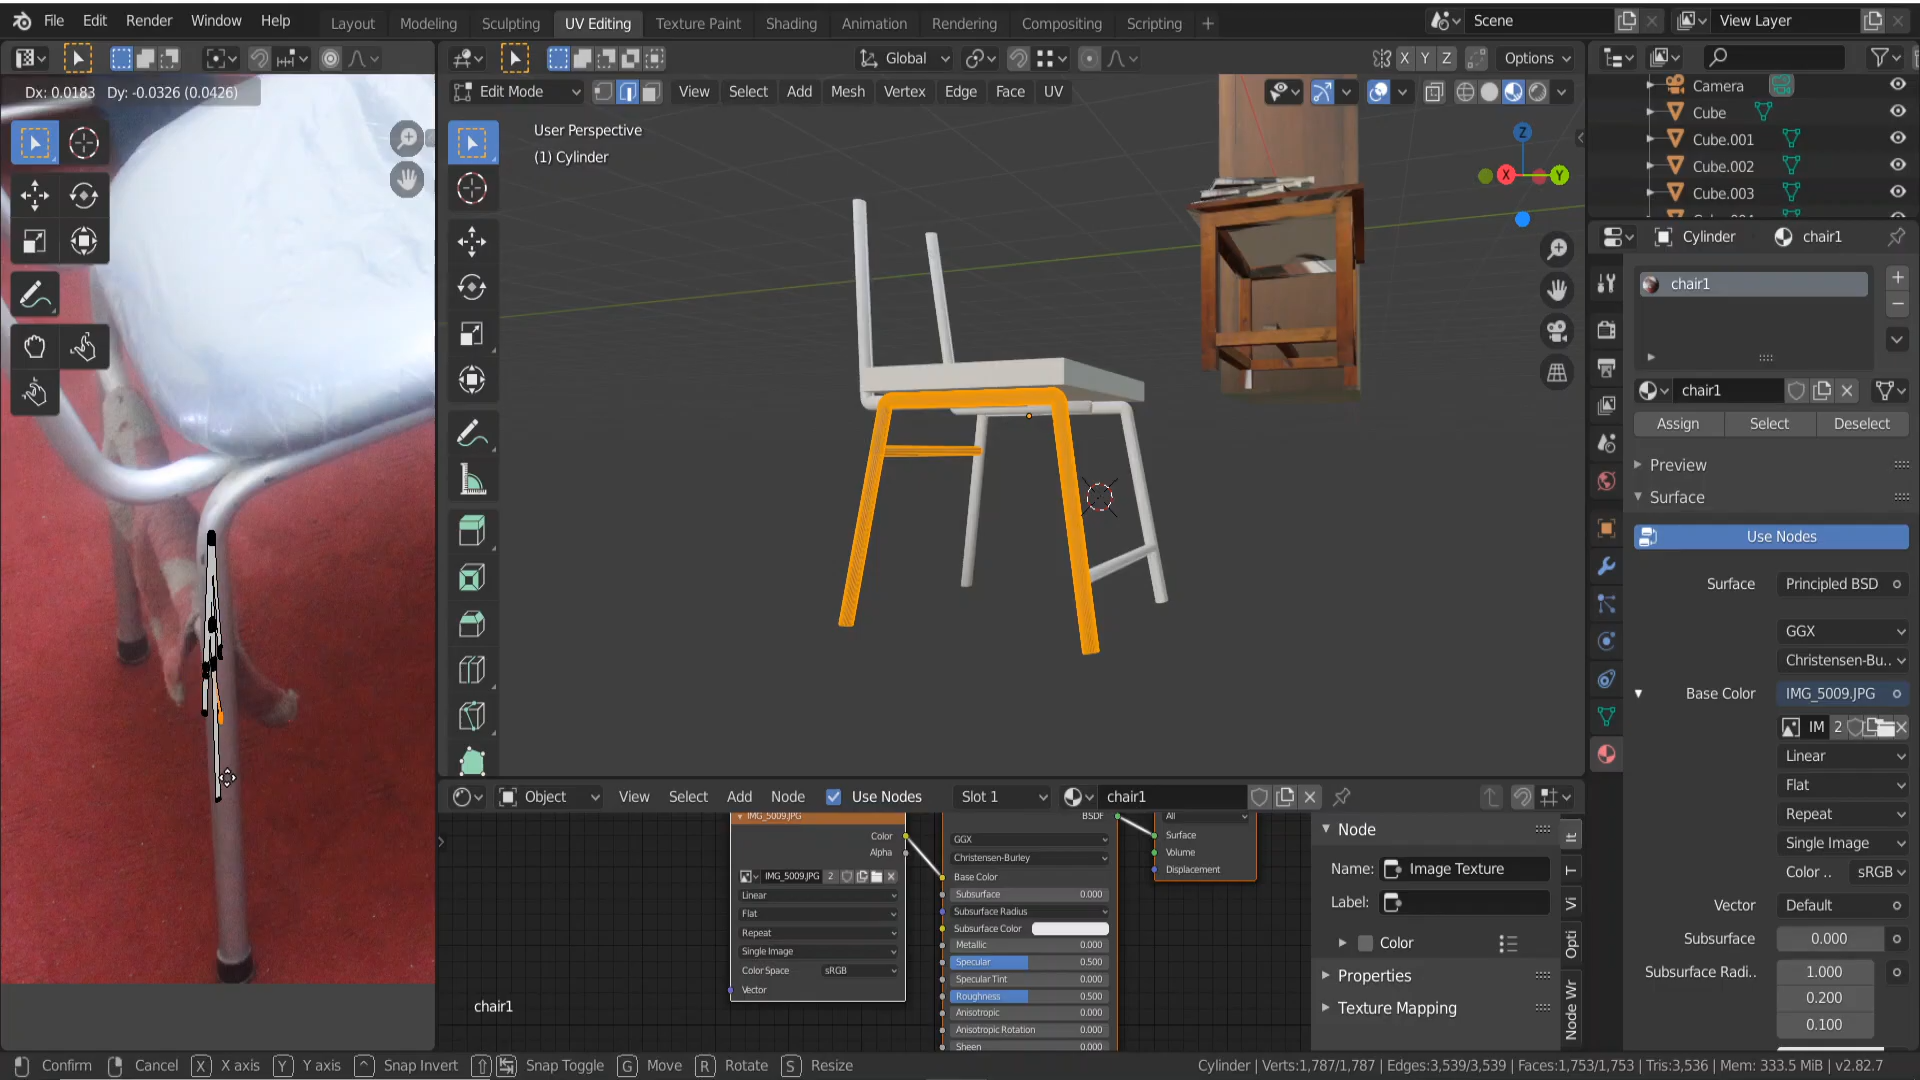 File Edit Render Window Help Layout Modeling Sculpting UV Editing Texture Paint Shading Animation Rendering Compositing Scripting + Scene View Layer
Global X Y Z Options
Dx: 0.0183 Dy: -0.0326 (0.0426)
Edit Mode View Select Add Mesh Vertex Edge Face UV
User Perspective
(1) Cylinder
Z
X Y
Camera
Cube
Cube.001
Cube.002
Cube.003
Cylinder chair1
chair1
chair1
Assign Select Deselect
Preview
Surface
Use Nodes
Surface Principled BSD
GGX
Christensen-Bu..
Base Color IMG_5009.JPG
IM 2
Linear
Flat
Repeat
Single Image
Color .. sRGB
Vector Default
Subsurface 0.000
Subsurface Radi.. 1.000
0.200
0.100
Object View Select Add Node Use Nodes Slot 1 chair1
IMG_5009.JPG
Color
Alpha
IMG_5009.JPG 2
Linear
Flat
Repeat
Single Image
Color Space sRGB
Vector
BSDF
GGX
Christensen-Burley
Base Color
Subsurface 0.000
Subsurface Radius
Subsurface Color
Metallic 0.000
Specular 0.500
Specular Tint 0.000
Roughness 0.500
Anisotropic 0.000
Anisotropic Rotation 0.000
Sheen 0.000
All
Surface
Volume
Displacement
Node
Name: Image Texture
Label:
Color
Properties
Texture Mapping
It
T
Vi
Opti
Node Wr
chair1
Confirm Cancel X X axis Y Y axis ^ Snap Invert Snap Toggle G Move R Rotate S Resize Cylinder | Verts:1,787/1,787 | Edges:3,539/3,539 | Faces:1,753/1,753 | Tris:3,536 | Mem: 333.5 MiB | v2.82.7